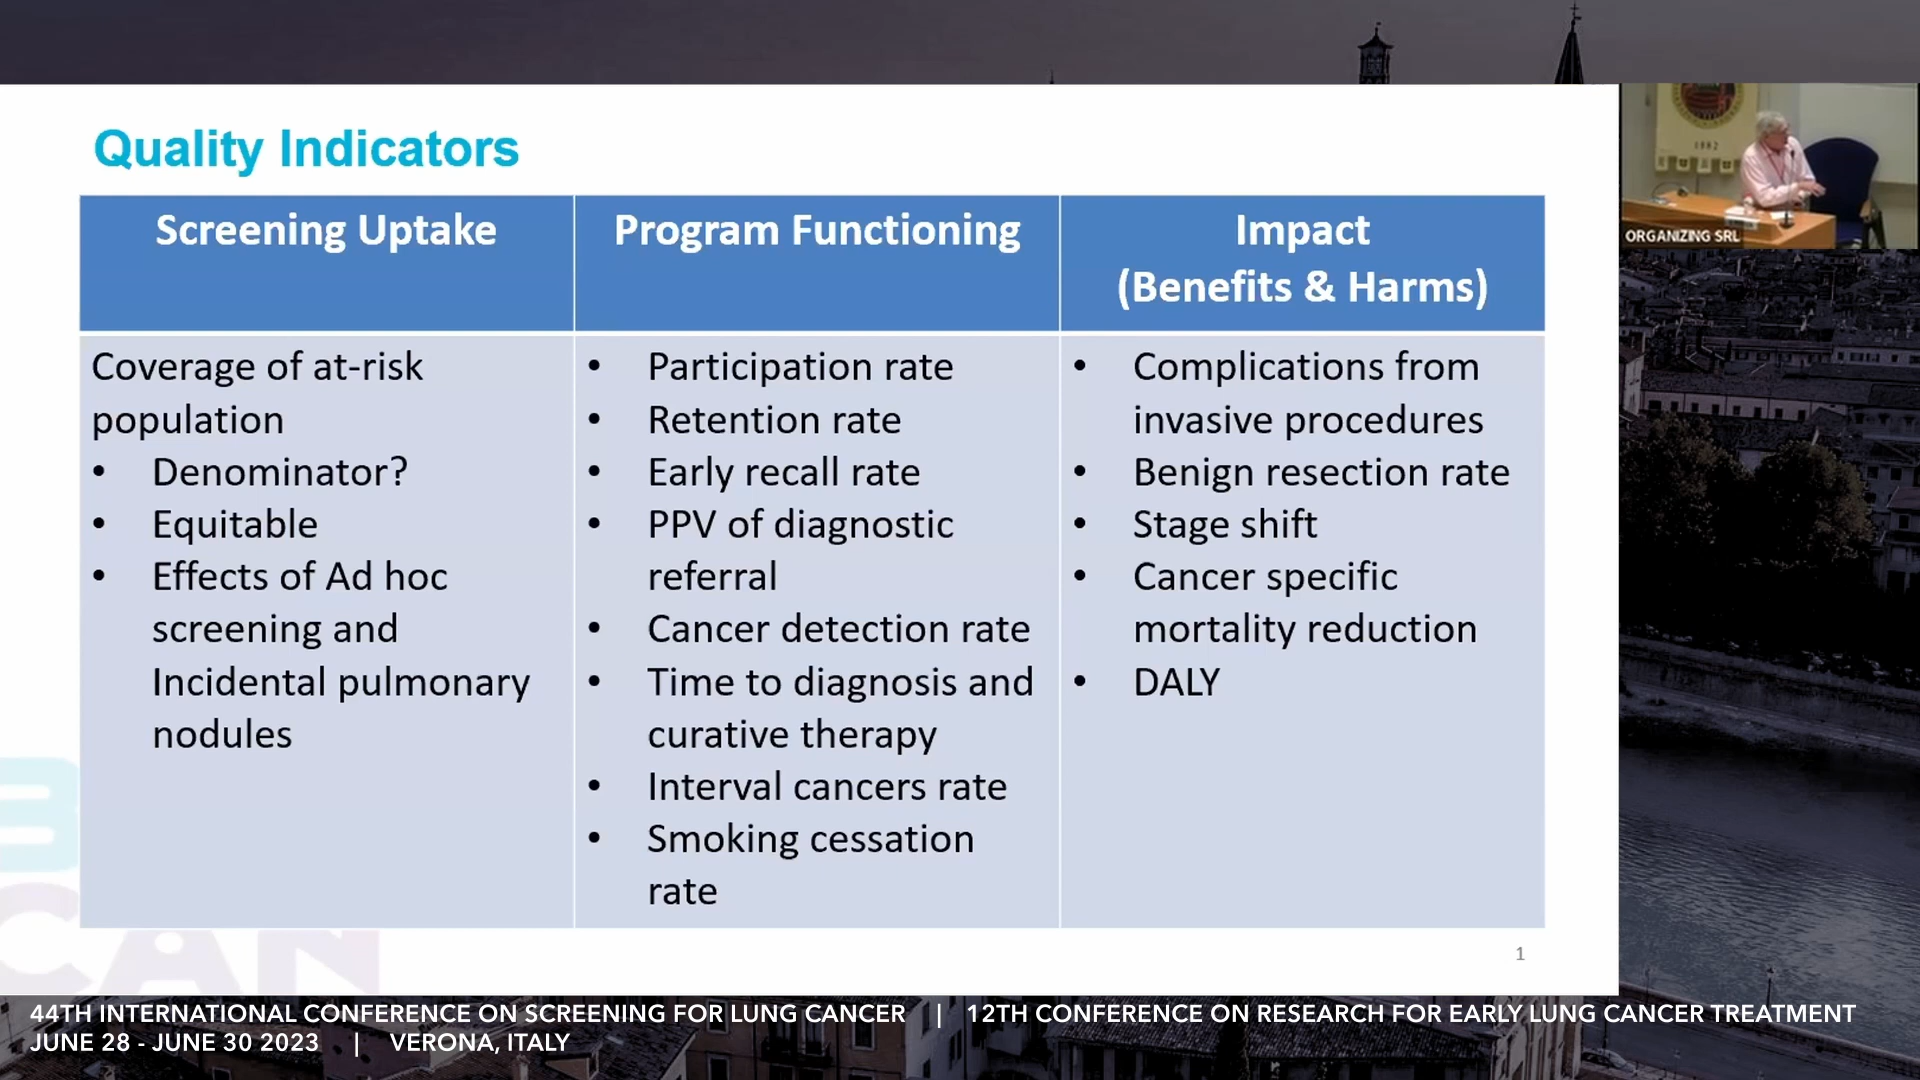 Quality Indicators
Screening Uptake
Program Functioning
Impact
(Benefits & Harms)
Coverage of at-risk
population
• Denominator?
• Equitable
• Effects of Ad hoc
screening and
Incidental pulmonary
nodules
• Participation rate
• Retention rate
• Early recall rate
• PPV of diagnostic
referral
• Cancer detection rate
• Time to diagnosis and
curative therapy
• Interval cancers rate
• Smoking cessation
rate
• Complications from
invasive procedures
• Benign resection rate
• Stage shift
• Cancer specific
mortality reduction
• DALY
1
1882
ORGANIZING SRL
B
CAN
44TH INTERNATIONAL CONFERENCE ON SCREENING FOR LUNG CANCER | 12TH CONFERENCE ON RESEARCH FOR EARLY LUNG CANCER TREATMENT
JUNE 28 - JUNE 30 2023 | VERONA, ITALY